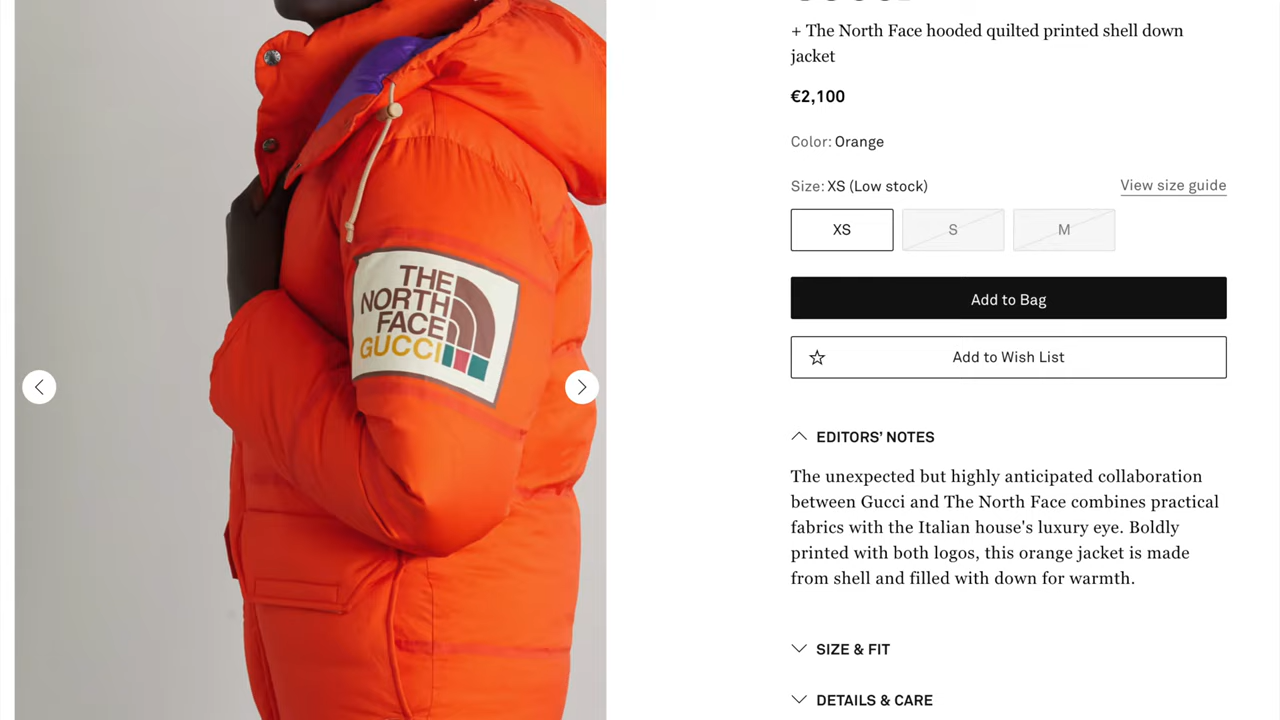 THE
NORTH
FACE
GUCCI
+ The North Face hooded quilted printed shell down
jacket
€2,100
Color: Orange
Size: XS (Low stock)
View size guide
XS
S
M
Add to Bag
Add to Wish List
EDITORS’ NOTES
The unexpected but highly anticipated collaboration
between Gucci and The North Face combines practical
fabrics with the Italian house's luxury eye. Boldly
printed with both logos, this orange jacket is made
from shell and filled with down for warmth.
SIZE & FIT
DETAILS & CARE